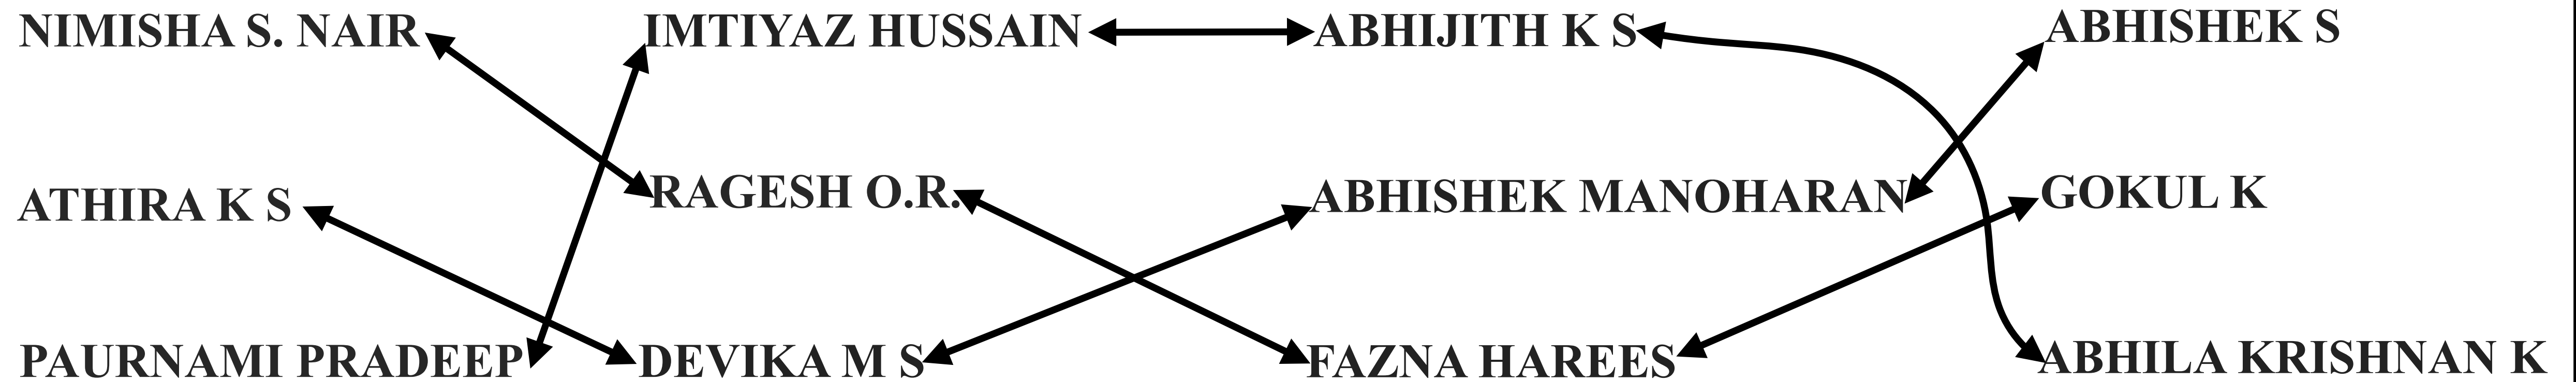 NIMISHA S. NAIR IMTIYAZ HUSSAIN ABHIJITH K S ABHISHEK S
ATHIRA K S RAGESH O.R. ABHISHEK MANOHARAN GOKUL K
PAURNAMI PRADEEP DEVIKA M S FAZNA HAREES ABHILA KRISHNAN K